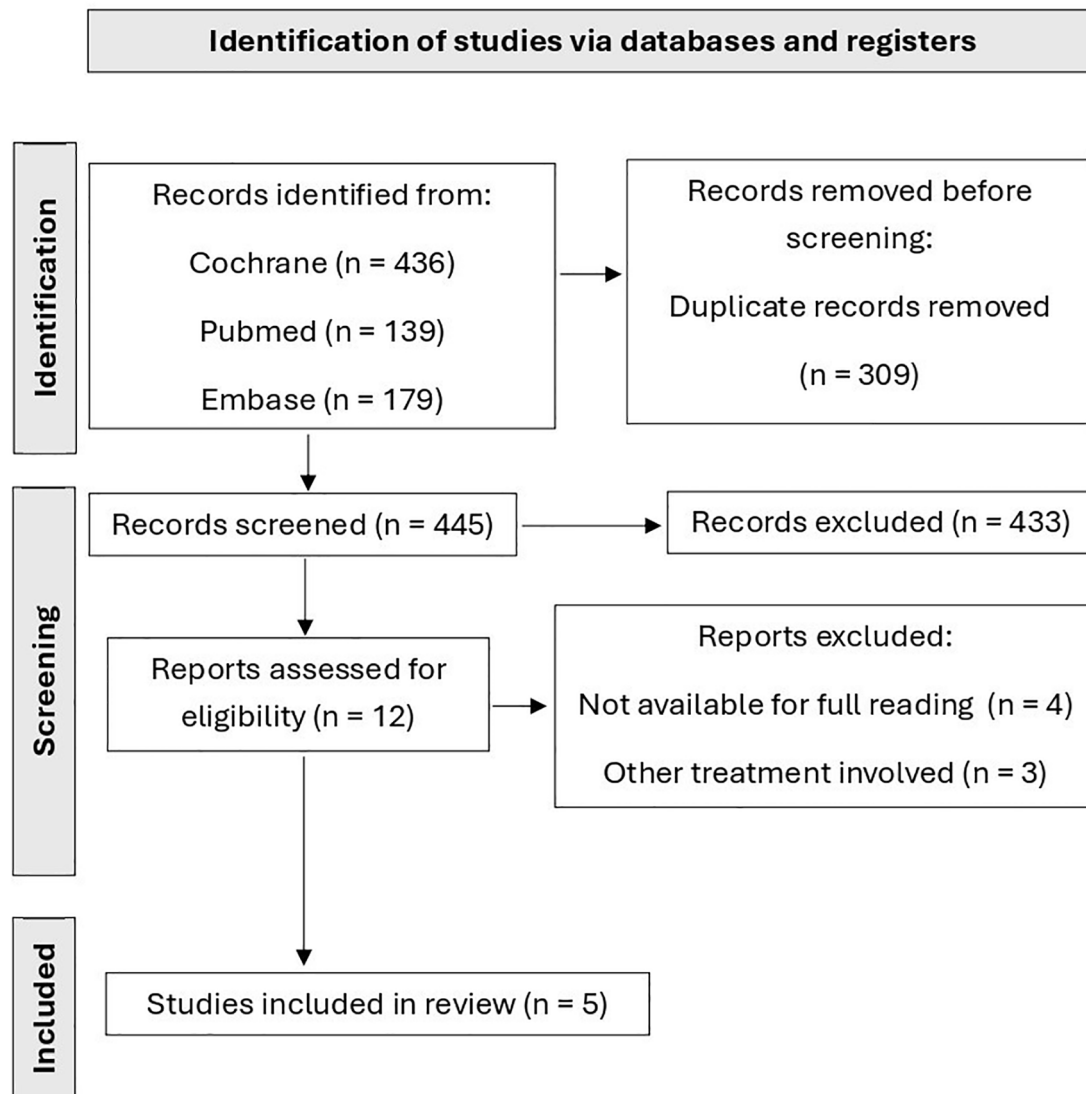 Identification of studies via databases and registers
Identification
Records identified from:
Cochrane (n = 436)
Pubmed (n = 139)
Embase (n = 179)
Records removed before
screening:
Duplicate records removed
(n = 309)
Screening
Records screened (n = 445)
Records excluded (n = 433)
Reports assessed for
eligibility (n = 12)
Reports excluded:
Not available for full reading (n = 4)
Other treatment involved (n = 3)
Included
Studies included in review (n = 5)